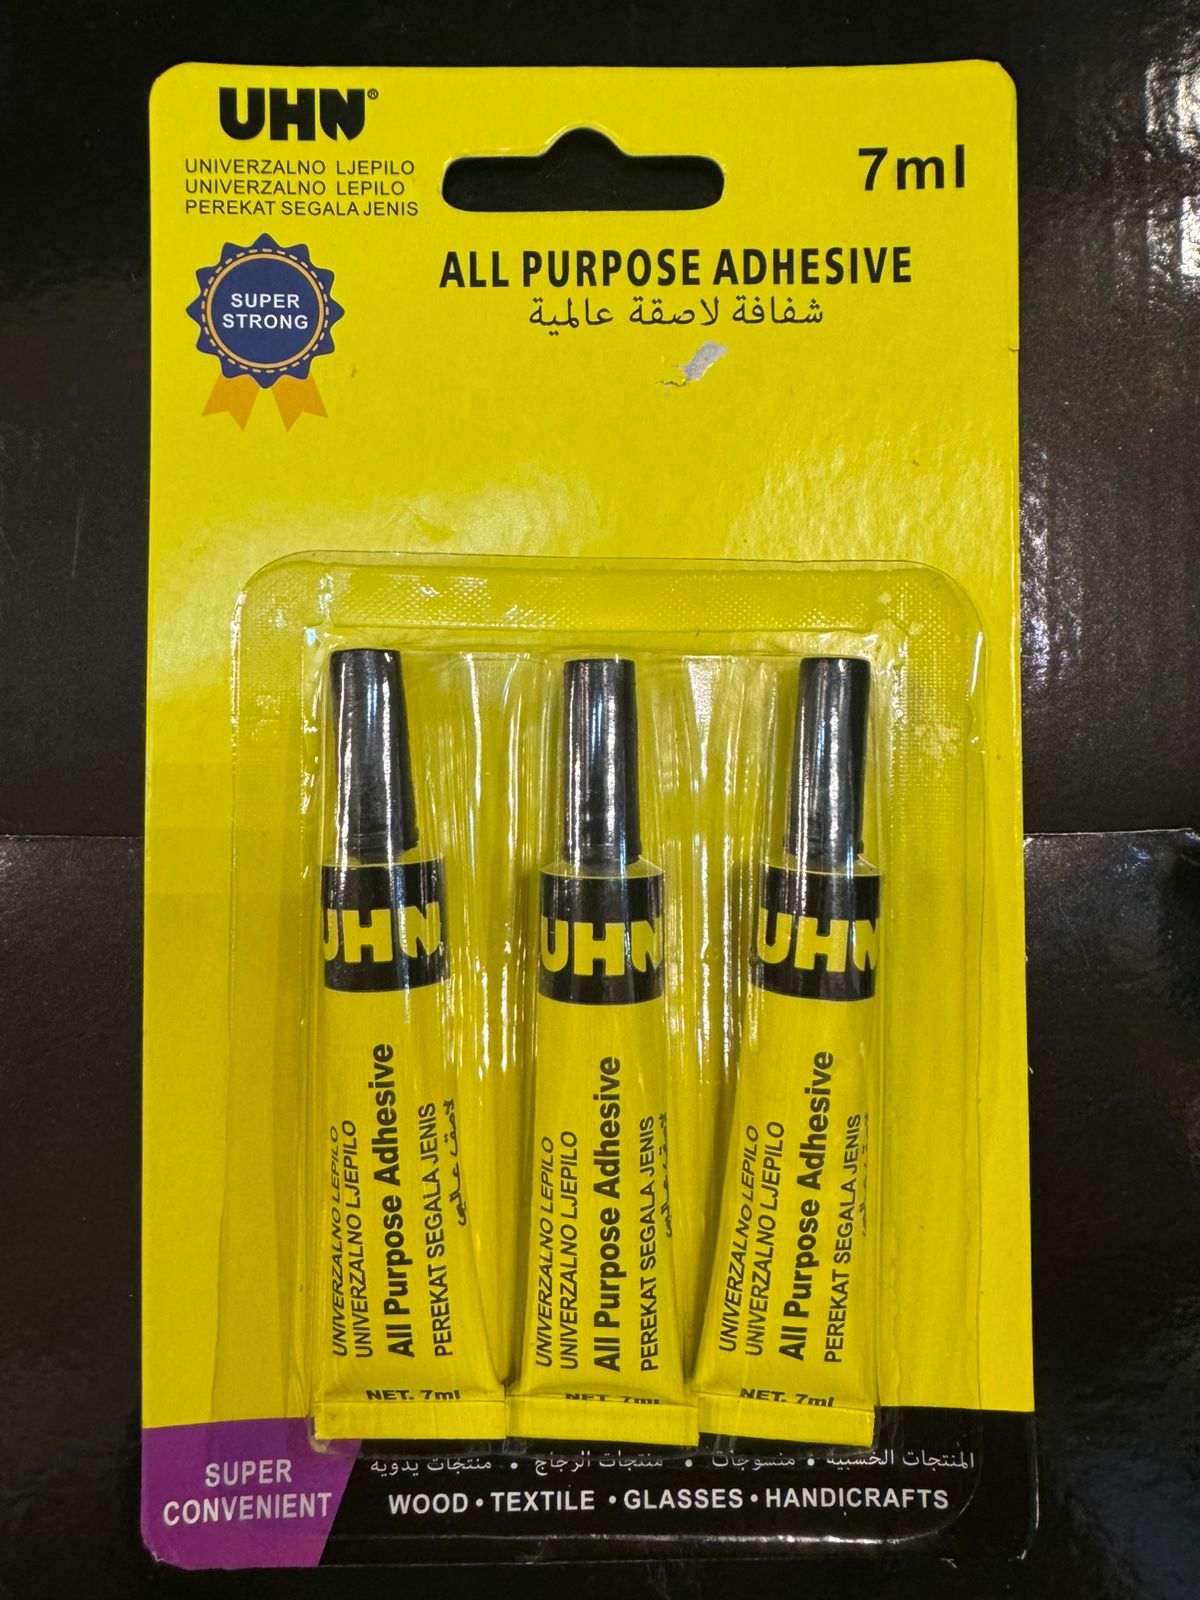 UHN®
UNIVERZALNO LJEPILO
UNIVERZALNO LEPILO
PEREKAT SEGALA JENIS
7ml
SUPER
STRONG
ALL PURPOSE ADHESIVE
شفافة لاصقة عالمية
UHN
UNIVERZALNO LEPILO
UNIVERZALNO LJEPILO
All Purpose Adhesive
PEREKAT SEGALA JENIS
NET. 7ml
UHN
UNIVERZALNO LEPILO
UNIVERZALNO LJEPILO
All Purpose Adhesive
PEREKAT SEGALA JENIS
NET. 7ml
UHN
UNIVERZALNO LEPILO
UNIVERZALNO LJEPILO
All Purpose Adhesive
PEREKAT SEGALA JENIS
NET. 7ml
SUPER
CONVENIENT
المنتجات الخشبية • منسوجات • منتجات الزجاج • منتجات يدوية
WOOD • TEXTILE • GLASSES • HANDICRAFTS